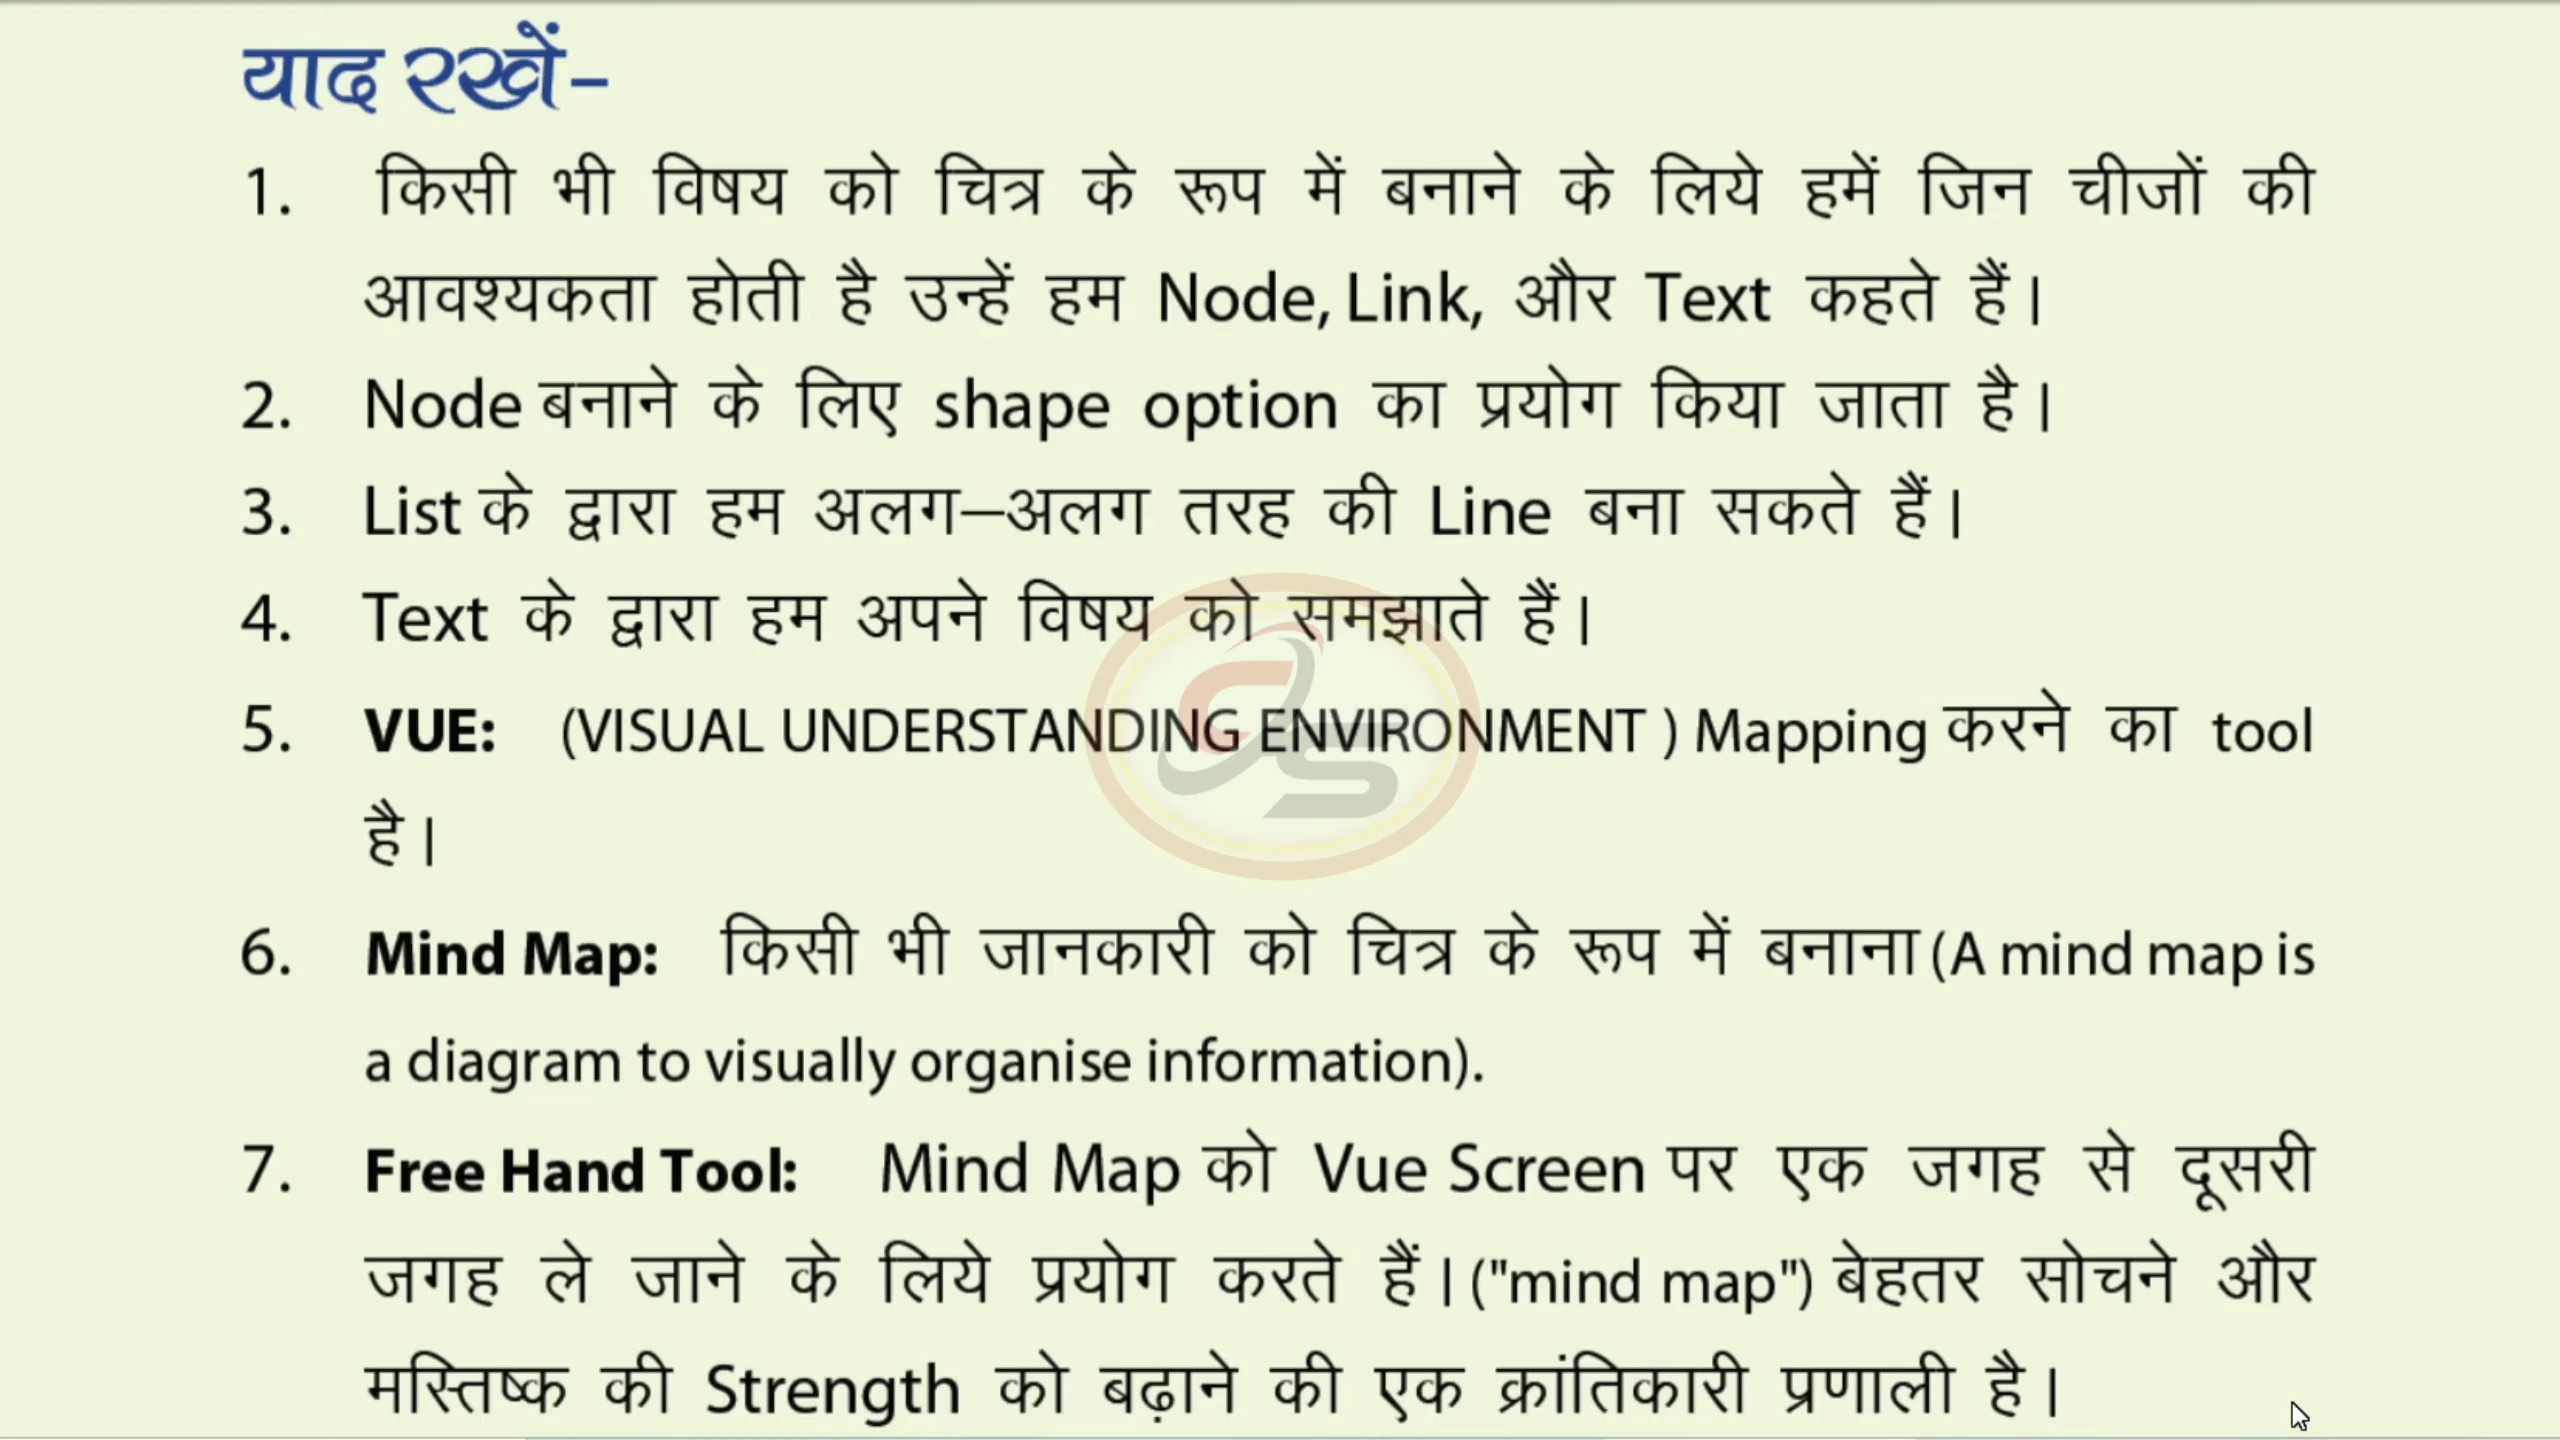 याद रखें–
1. किसी भी विषय को चित्र के रूप में बनाने के लिये हमें जिन चीजों की
आवश्यकता होती है उन्हें हम Node, Link, और Text कहते हैं।
2. Node बनाने के लिए shape option का प्रयोग किया जाता है।
3. List के द्वारा हम अलग–अलग तरह की Line बना सकते हैं।
4. Text के द्वारा हम अपने विषय को समझाते हैं।
5. VUE: (VISUAL UNDERSTANDING ENVIRONMENT ) Mapping करने का tool
है।
6. Mind Map: किसी भी जानकारी को चित्र के रूप में बनाना (A mind map is
a diagram to visually organise information).
7. Free Hand Tool: Mind Map को Vue Screen पर एक जगह से दूसरी
जगह ले जाने के लिये प्रयोग करते हैं। ("mind map") बेहतर सोचने और
मस्तिष्क की Strength को बढ़ाने की एक क्रांतिकारी प्रणाली है।